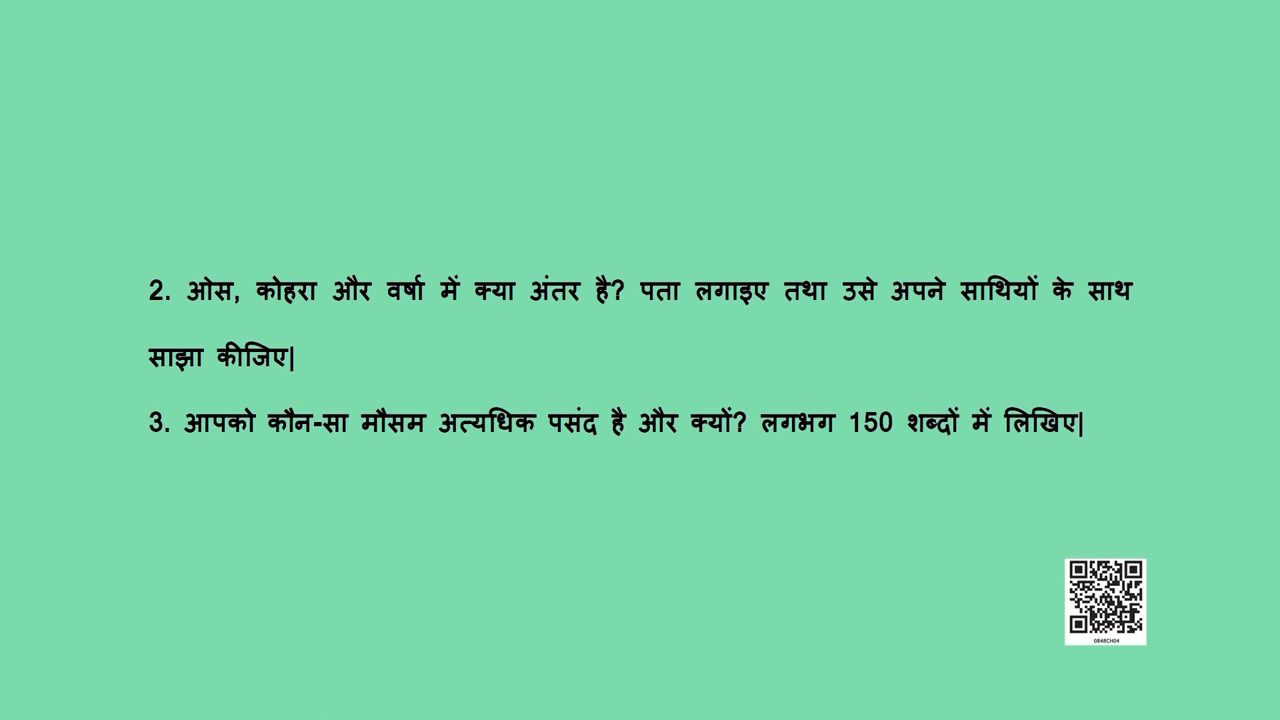 2. ओस, कोहरा और वर्षा में क्या अंतर है? पता लगाइए तथा उसे अपने साथियों के साथ
साझा कीजिए|
3. आपको कौन-सा मौसम अत्यधिक पसंद है और क्यों? लगभग 150 शब्दों में लिखिए|
0848CH04